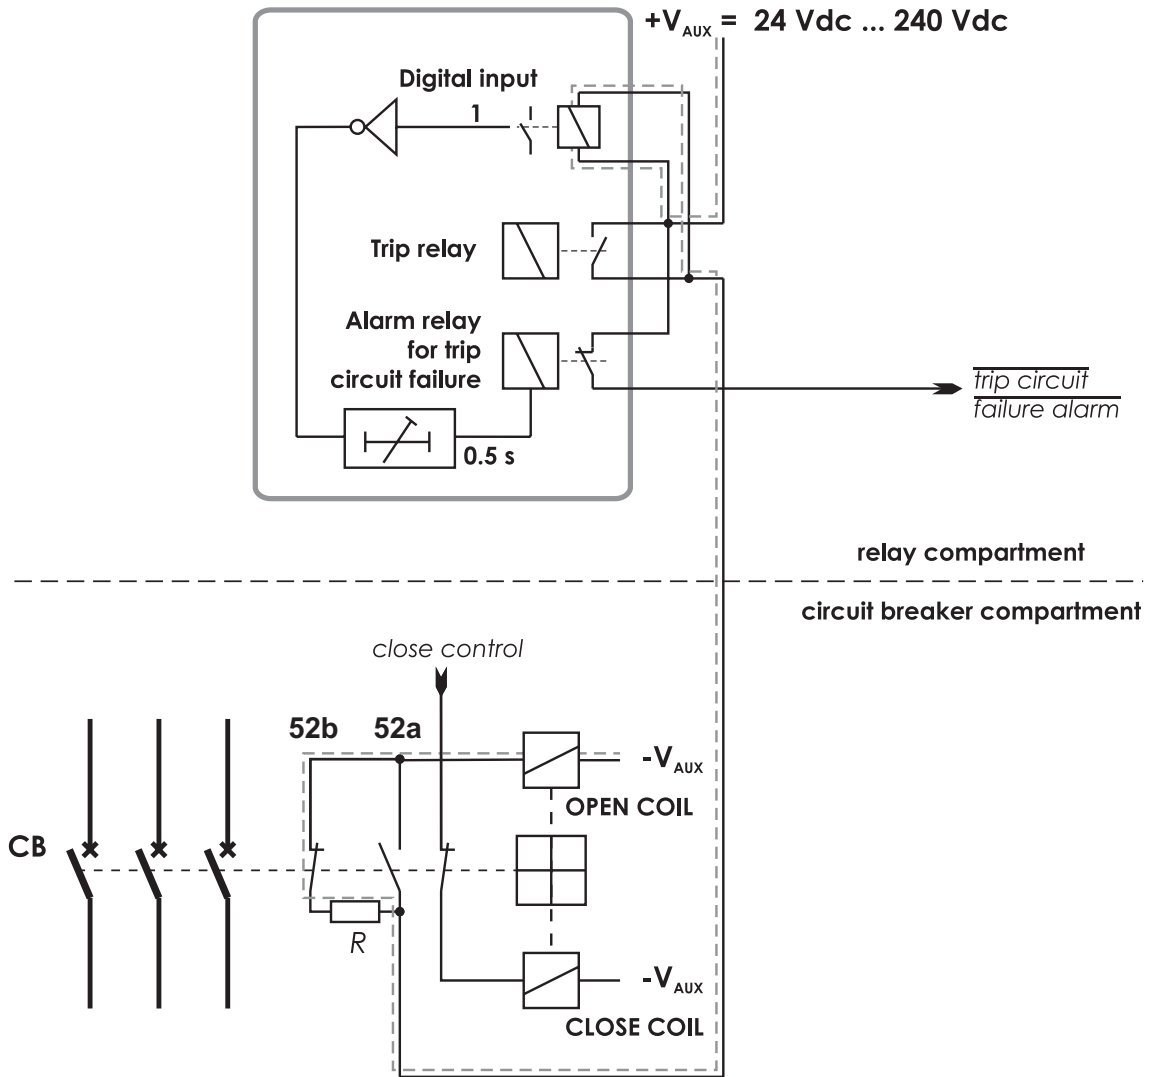 +VAUX = 24 Vdc ... 240 Vdc
Digital input
1
Trip relay
Alarm relay
for trip
circuit failure
trip circuit
failure alarm
0.5 s
relay compartment
circuit breaker compartment
close control
52b 52a
-VAUX
OPEN COIL
CB
R
-VAUX
CLOSE COIL